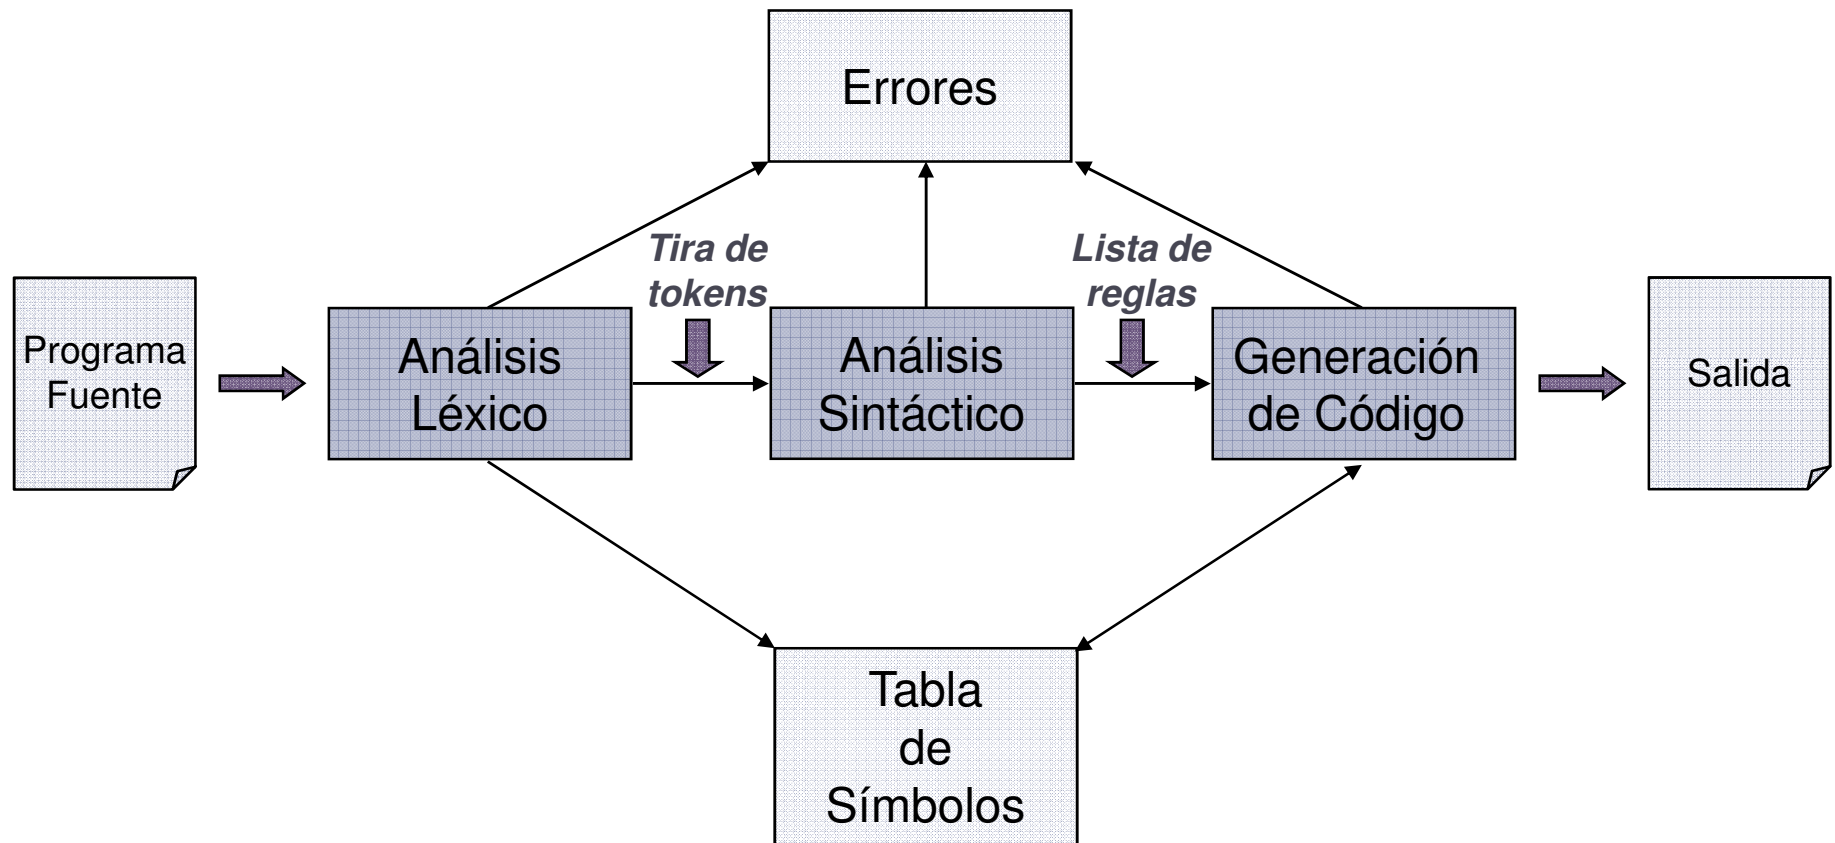 Errores
Tira de
tokens
Lista de
reglas
Programa
Fuente
Análisis
Léxico
Análisis
Sintáctico
Generación
de Código
Salida
Tabla
de
Símbolos